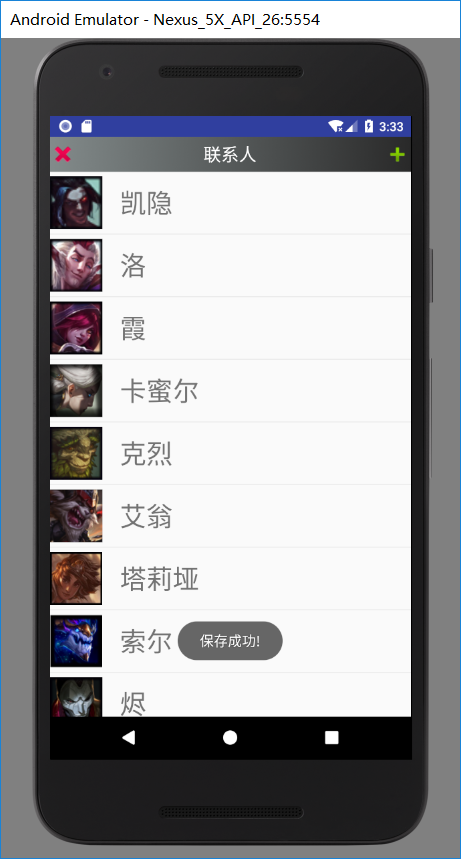 Android Emulator - Nexus_5X_API_26:5554
3:33
联系人
凯隐
洛
霞
卡蜜尔
克烈
艾翁
塔莉垭
索尔
保存成功!
烬